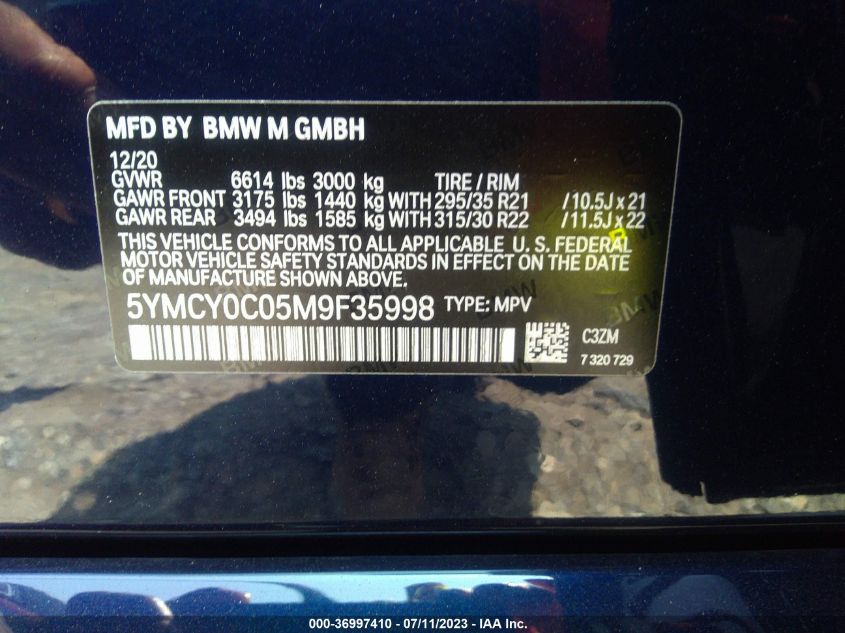 MFD BY BMW M GMBH
12/20
GVWR 6614 lbs 3000 kg TIRE / RIM
GAWR FRONT 3175 lbs 1440 kg WITH 295/35 R21 / 10.5J x 21
GAWR REAR 3494 lbs 1585 kg WITH 315/30 R22 / 11.5J x 22
THIS VEHICLE CONFORMS TO ALL APPLICABLE U. S. FEDERAL
MOTOR VEHICLE SAFETY STANDARDS IN EFFECT ON THE DATE
OF MANUFACTURE SHOWN ABOVE.
5YMCY0C05M9F35998 TYPE: MPV
C3ZM
7 320 729
000-36997410 - 07/11/2023 - IAA Inc.